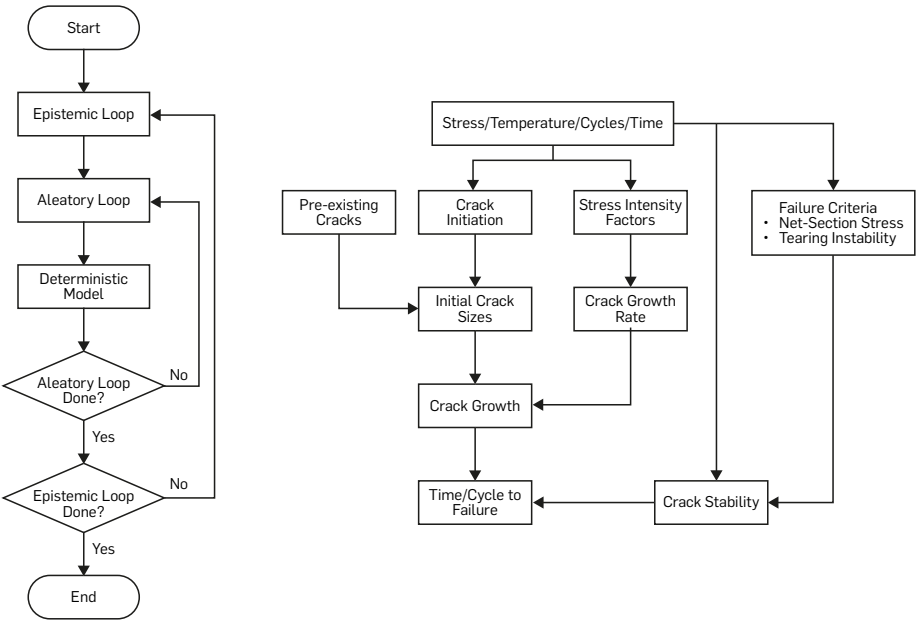 Start
Epistemic Loop
Aleatory Loop
Deterministic
Model
Aleatory Loop
Done?
No
Yes
Epistemic Loop
Done?
No
Yes
End
Stress/Temperature/Cycles/Time
Pre-existing
Cracks
Crack
Initiation
Stress Intensity
Factors
Failure Criteria
• Net-Section Stress
• Tearing Instability
Initial Crack
Sizes
Crack Growth
Rate
Crack Growth
Time/Cycle to
Failure
Crack Stability